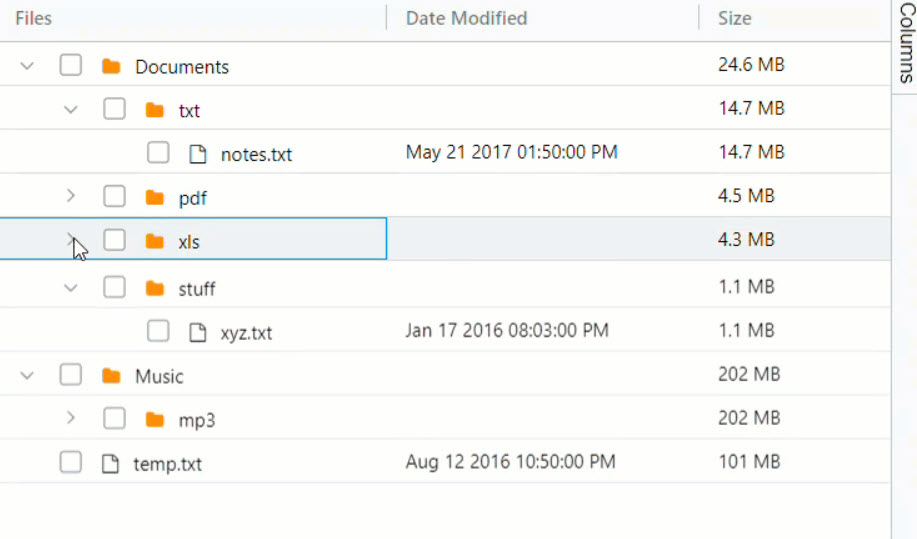 Files Date Modified Size
Columns
Documents 24.6 MB
txt 14.7 MB
notes.txt May 21 2017 01:50:00 PM 14.7 MB
pdf 4.5 MB
xls 4.3 MB
stuff 1.1 MB
xyz.txt Jan 17 2016 08:03:00 PM 1.1 MB
Music 202 MB
mp3 202 MB
temp.txt Aug 12 2016 10:50:00 PM 101 MB